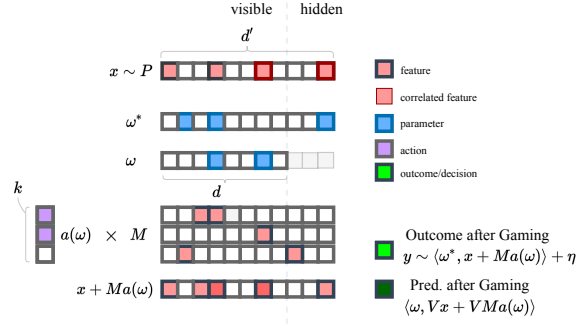 visible hidden
d′
x ∼ P
feature
correlated feature
ω* parameter
action
ω
outcome/decision
d
k
a(ω) × M
Outcome after Gaming
y ∼ ⟨ω*, x + Ma(ω)⟩ + η
x + Ma(ω)
Pred. after Gaming
⟨ω, Vx + VMa(ω)⟩